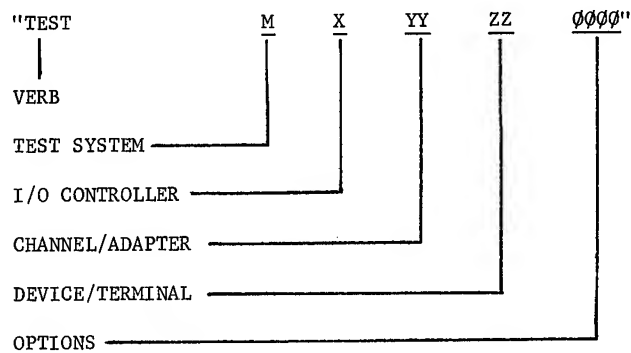 "TEST M X YY ZZ ØØØØ"
VERB
TEST SYSTEM
I/O CONTROLLER
CHANNEL/ADAPTER
DEVICE/TERMINAL
OPTIONS